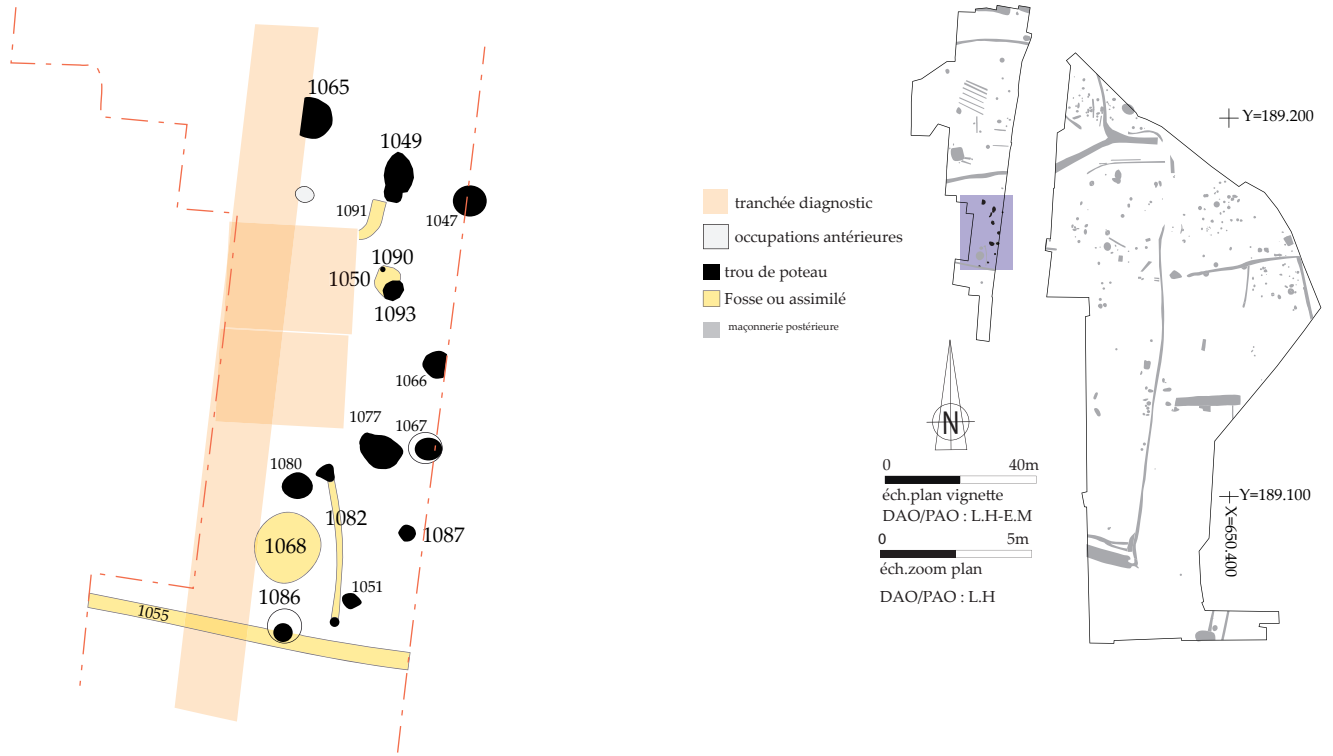 1065
1049
1091
1047
1090
1050
1093
1066
1077
1067
1080
1082
1087
1068
1051
1086
1055
tranchée diagnostic
occupations antérieures
trou de poteau
Fosse ou assimilé
maçonnerie postérieure
N
0 40m
éch.plan vignette
DAO/PAO : L.H-E.M
0 5m
éch.zoom plan
DAO/PAO : L.H
Y=189.200
Y=189.100
X=650.400